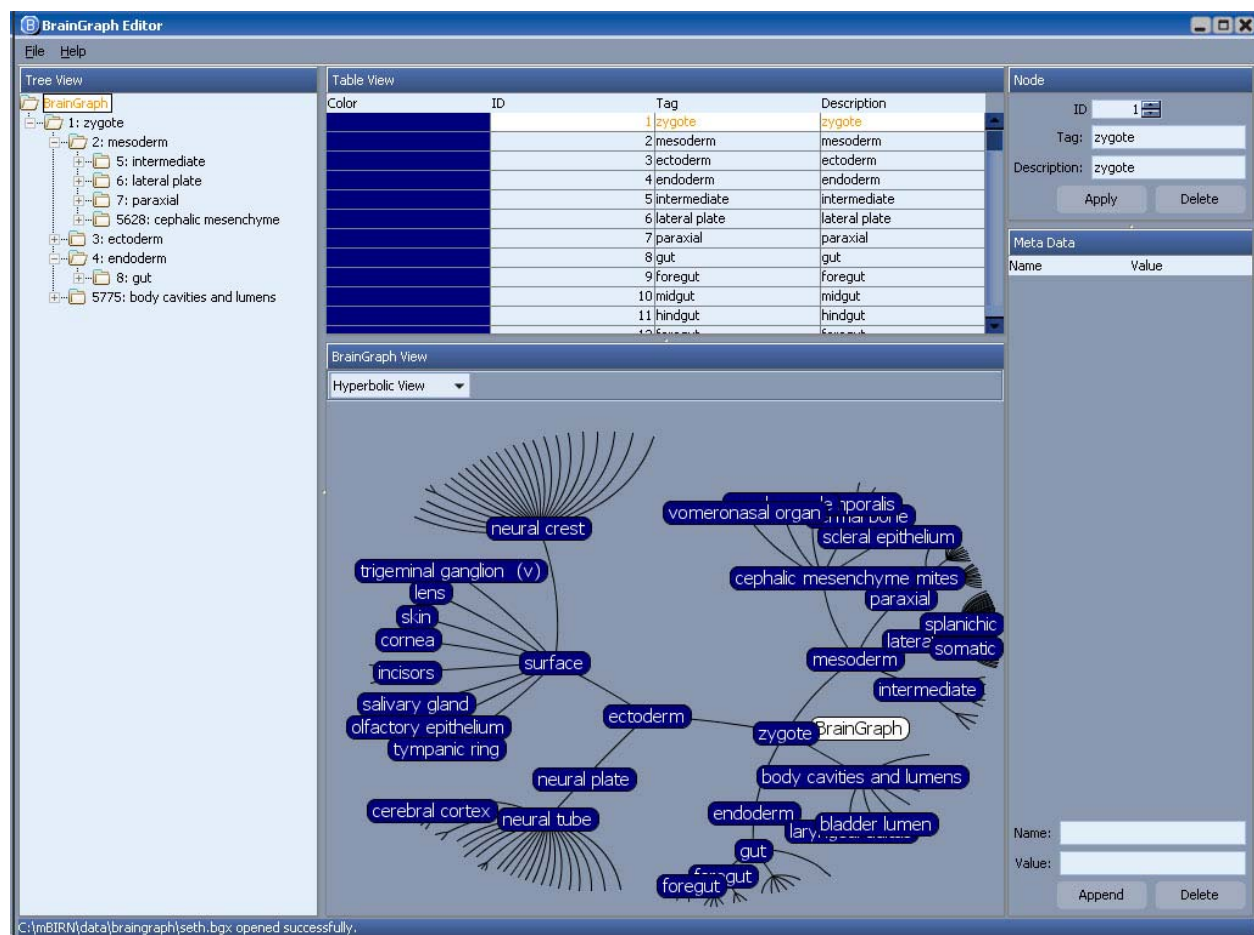 BrainGraph Editor
File Help
Tree View
BrainGraph
1: zygote
2: mesoderm
5: intermediate
6: lateral plate
7: paraxial
5628: cephalic mesenchyme
3: ectoderm
4: endoderm
8: gut
5775: body cavities and lumens
Table View
Color ID Tag Description
1 zygote zygote
2 mesoderm mesoderm
3 ectoderm ectoderm
4 endoderm endoderm
5 intermediate intermediate
6 lateral plate lateral plate
7 paraxial paraxial
8 gut gut
9 foregut foregut
10 midgut midgut
11 hindgut hindgut
BrainGraph View
Hyperbolic View
neural crest
trigeminal ganglion (v)
lens
skin
cornea
incisors
salivary gland
olfactory epithelium
tympanic ring
surface
ectoderm
neural plate
cerebral cortex
neural tube
vomeronasal organ
scleral epithelium
cephalic mesenchyme mites
paraxial
splanichic
somatic
mesoderm
intermediate
zygote
BrainGraph
body cavities and lumens
endoderm
bladder lumen
gut
foregut
Node
ID 1
Tag: zygote
Description: zygote
Apply Delete
Meta Data
Name Value
Name:
Value:
Append Delete
C:\mBIRN\data\braingraph\seth.bgx opened successfully.